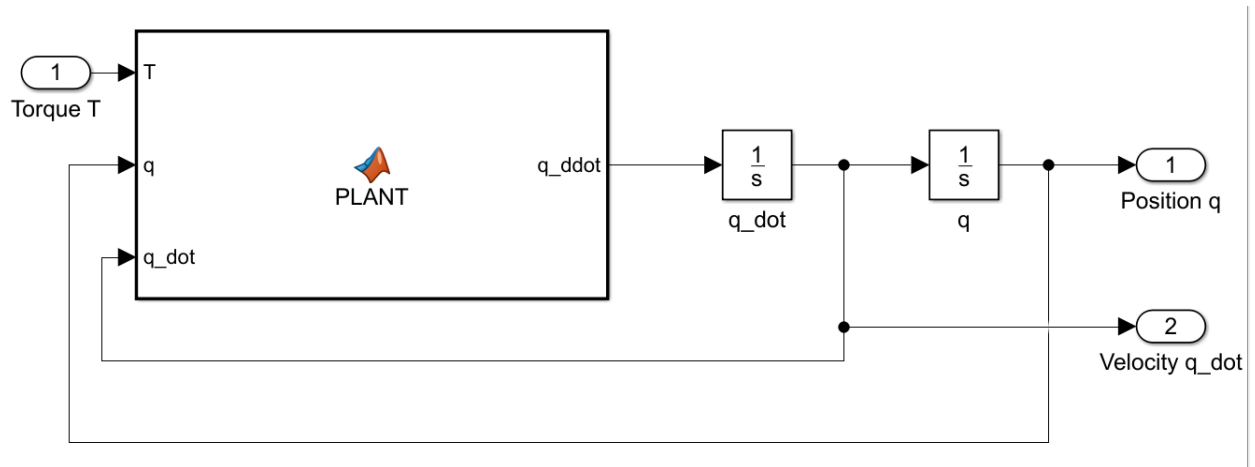 1
Torque T
T
q
q_dot
PLANT
q_ddot
1
s
q_dot
1
s
q
1
Position q
2
Velocity q_dot